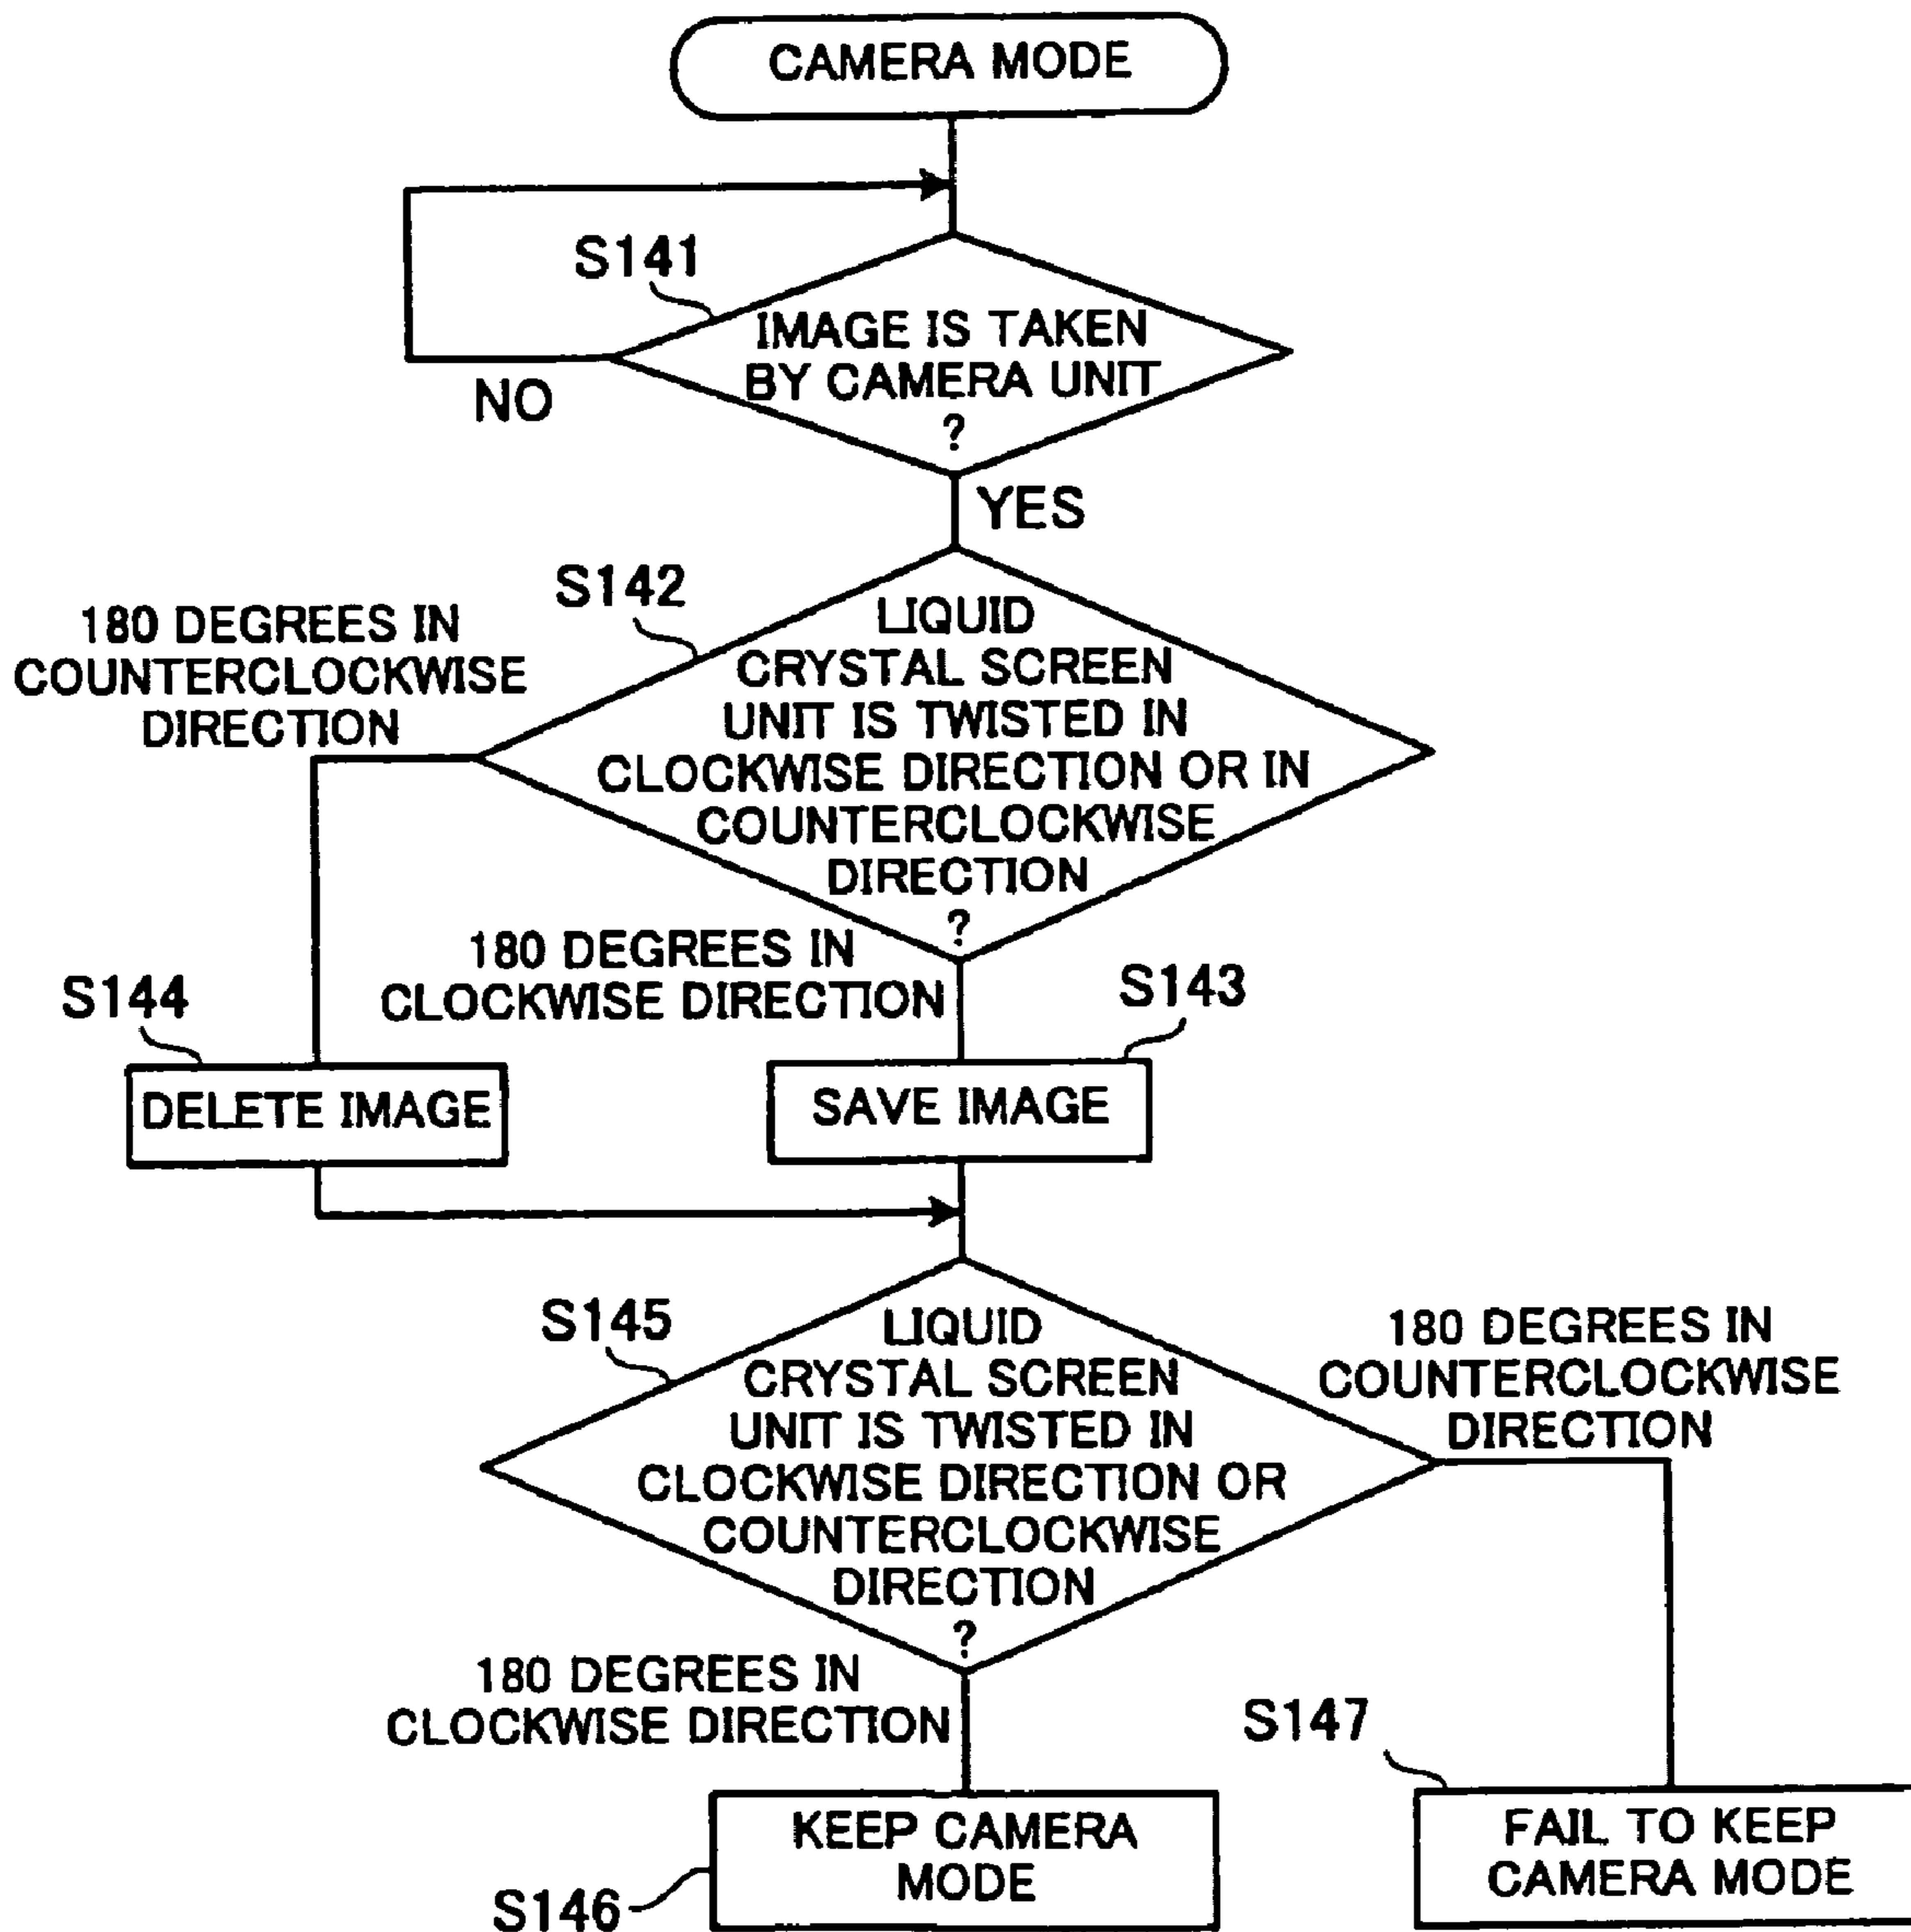 CAMERA MODE
S141
IMAGE IS TAKEN
BY CAMERA UNIT
?
NO
YES
S142
LIQUID
CRYSTAL SCREEN
UNIT IS TWISTED IN
CLOCKWISE DIRECTION OR IN
COUNTERCLOCKWISE
DIRECTION
?
180 DEGREES IN
COUNTERCLOCKWISE
DIRECTION
180 DEGREES IN
CLOCKWISE DIRECTION
S144
DELETE IMAGE
S143
SAVE IMAGE
S145
LIQUID
CRYSTAL SCREEN
UNIT IS TWISTED IN
CLOCKWISE DIRECTION OR
COUNTERCLOCKWISE
DIRECTION
?
180 DEGREES IN
COUNTERCLOCKWISE
DIRECTION
180 DEGREES IN
CLOCKWISE DIRECTION
S147
KEEP CAMERA
MODE
S146
FAIL TO KEEP
CAMERA MODE